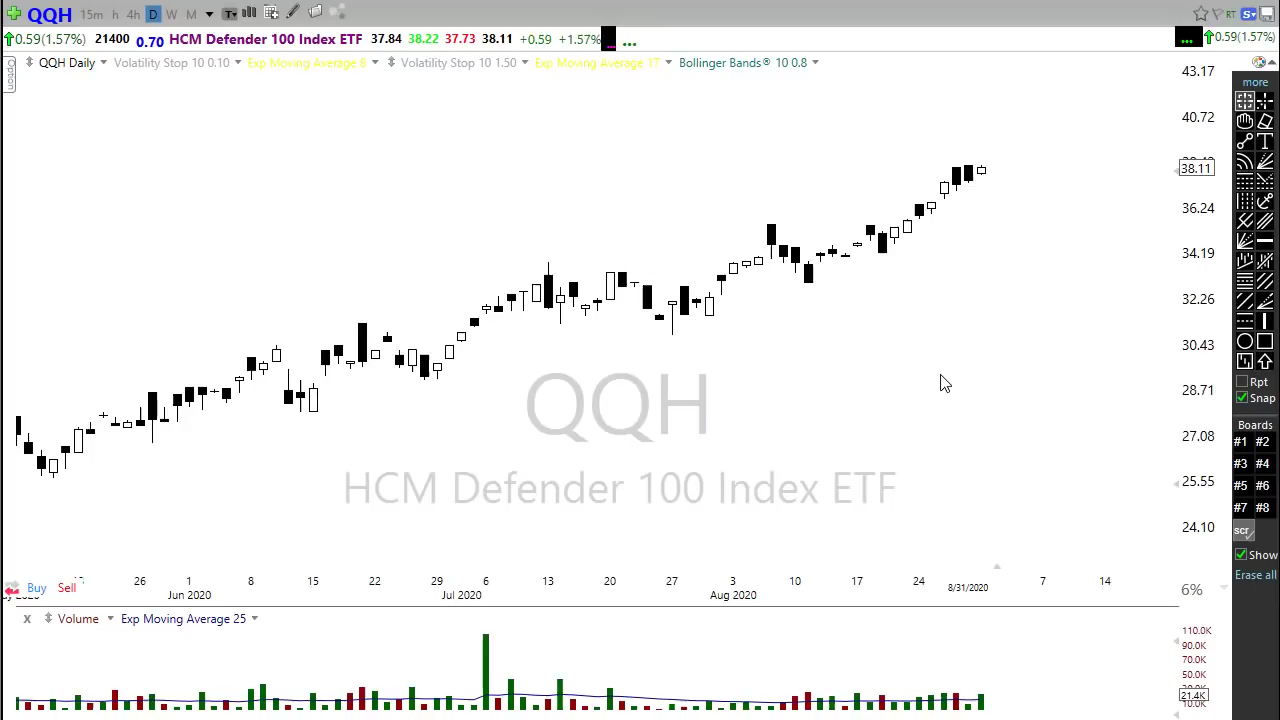 QQH 15m h 4h D W M T RT S
0.59(1.57%) 21400 0.70 HCM Defender 100 Index ETF 37.84 38.22 37.73 38.11 +0.59 +1.57% ... ... 0.59(1.57%)
Option
QQH Daily Volatility Stop 10 0.10 Exp Moving Average 8 Volatility Stop 10 1.50 Exp Moving Average 17 Bollinger Bands® 10 0.8
43.17
more
40.72
38.11
36.24
34.19
32.26
30.43
28.71
27.08
25.55
24.10
QQH
HCM Defender 100 Index ETF
Rpt
Snap
Boards
#1 #2
#3 #4
#5 #6
#7 #8
scr
Show
Erase all
Buy Sell
26 1 8 15 22 29 6 13 20 27 3 10 17 24 8/31/2020 7 14
Jun 2020 Jul 2020 Aug 2020
6%
X Volume Exp Moving Average 25
110.0K
90.0K
70.0K
50.0K
21.4K
10.0K